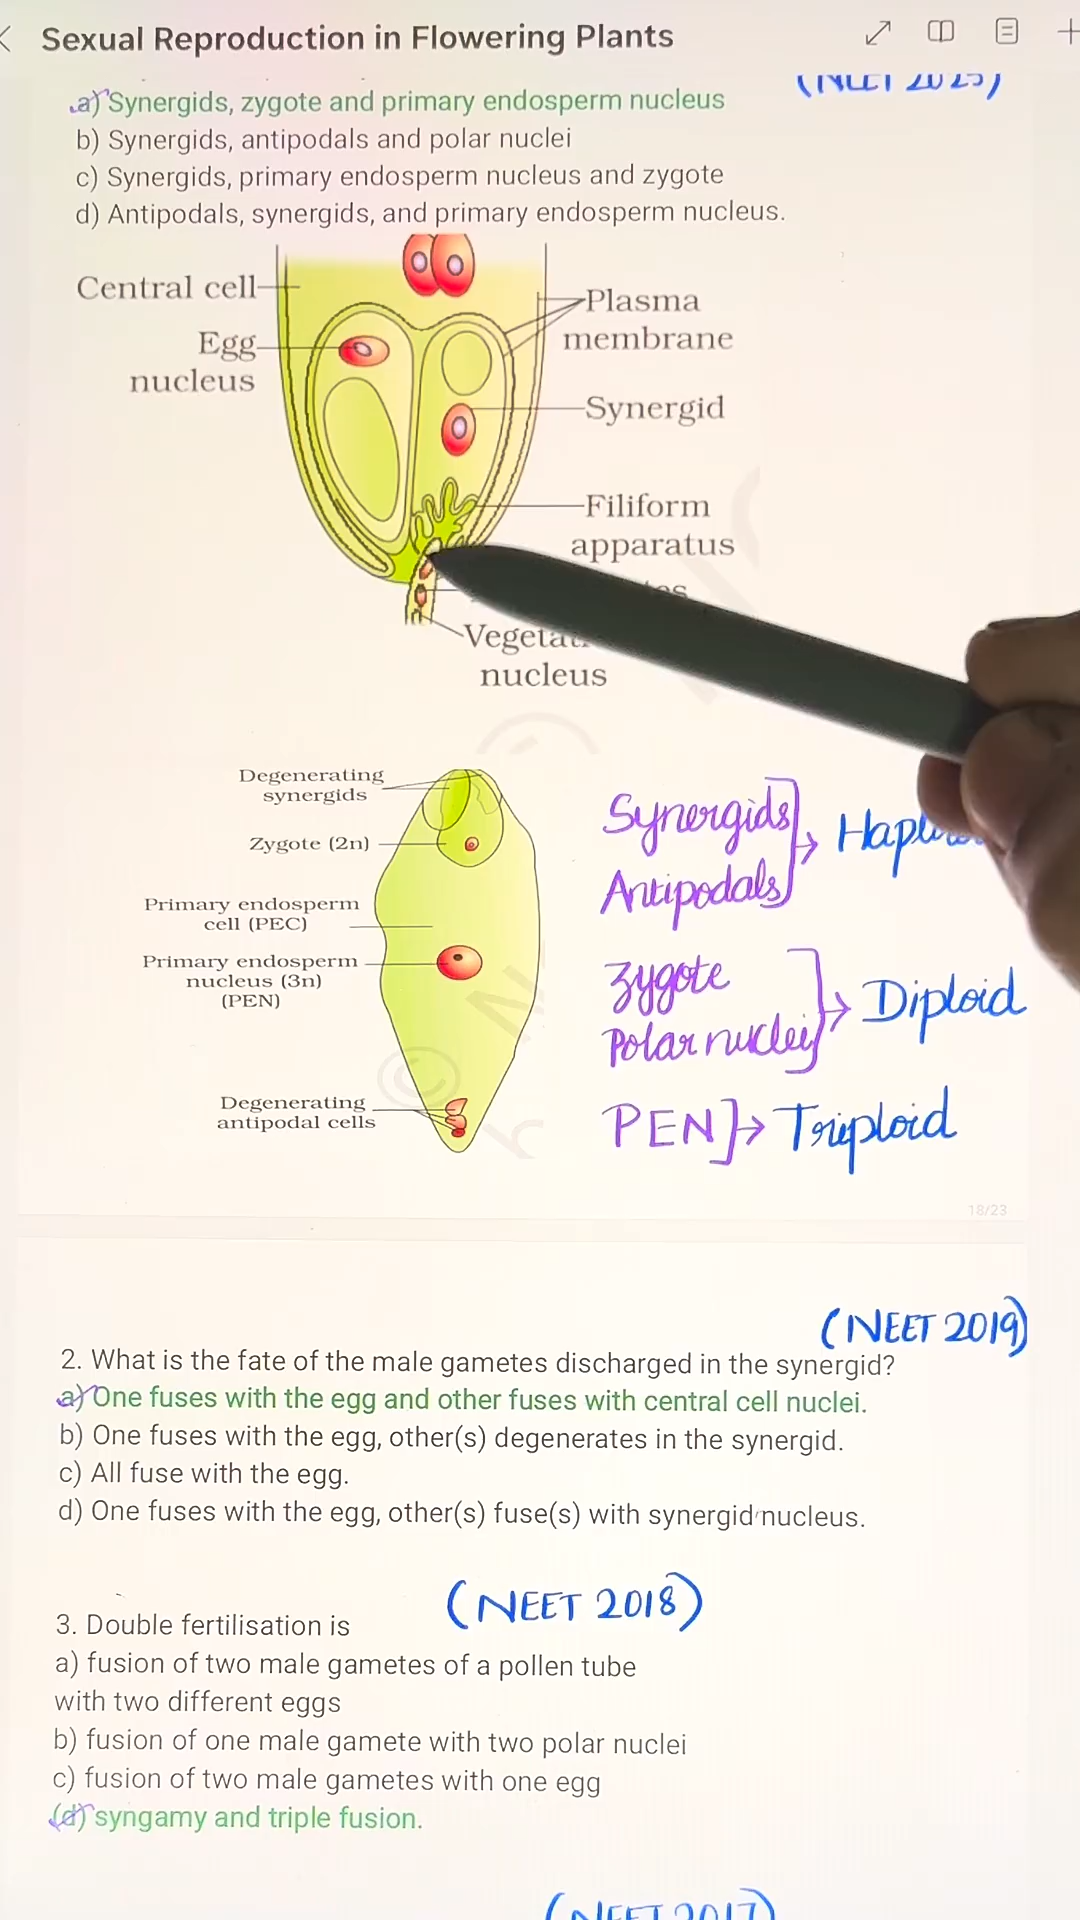 Sexual Reproduction in Flowering Plants
a) Synergids, zygote and primary endosperm nucleus
b) Synergids, antipodals and polar nuclei
c) Synergids, primary endosperm nucleus and zygote
d) Antipodals, synergids, and primary endosperm nucleus.
Central cell
Plasma
membrane
Egg
nucleus
Synergid
Filiform
apparatus
nucleus
Degenerating
synergids
Zygote (2n)
Primary endosperm
cell (PEC)
Primary endosperm
nucleus (3n)
(PEN)
Degenerating
antipodal cells
Synergids
Antipodals
Zygote
Polar nuclei
Diploid
PEN Triploid
18/23
(NEET 2019)
2. What is the fate of the male gametes discharged in the synergid?
a) One fuses with the egg and other fuses with central cell nuclei.
b) One fuses with the egg, other(s) degenerates in the synergid.
c) All fuse with the egg.
d) One fuses with the egg, other(s) fuse(s) with synergid nucleus.
(NEET 2018)
3. Double fertilisation is
a) fusion of two male gametes of a pollen tube
with two different eggs
b) fusion of one male gamete with two polar nuclei
c) fusion of two male gametes with one egg
(d) syngamy and triple fusion.
(NEET 2017)